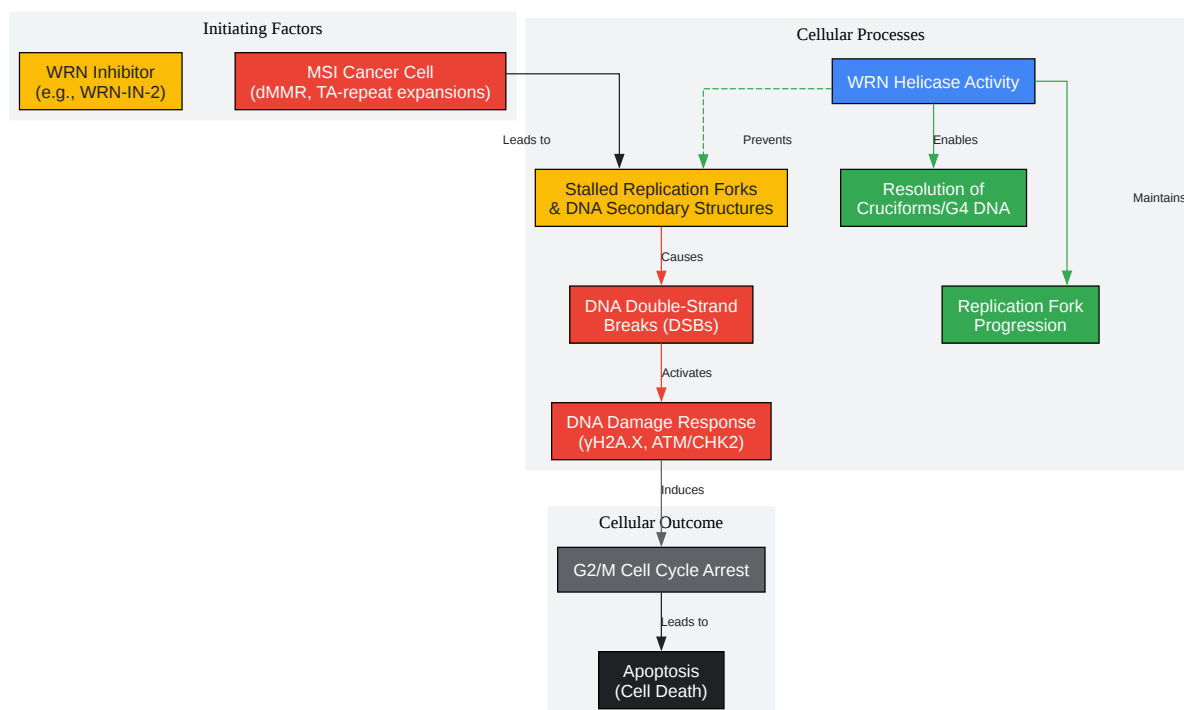 Initiating Factors
WRN Inhibitor
(e.g., WRN-IN-2)
MSI Cancer Cell
(dMMR, TA-repeat expansions)
Cellular Processes
WRN Helicase Activity
Leads to
Prevents
Enables
Maintains
Stalled Replication Forks
& DNA Secondary Structures
Resolution of
Cruciforms/G4 DNA
Causes
DNA Double-Strand
Breaks (DSBs)
Replication Fork
Progression
Activates
DNA Damage Response
(γH2A.X, ATM/CHK2)
Induces
Cellular Outcome
G2/M Cell Cycle Arrest
Leads to
Apoptosis
(Cell Death)